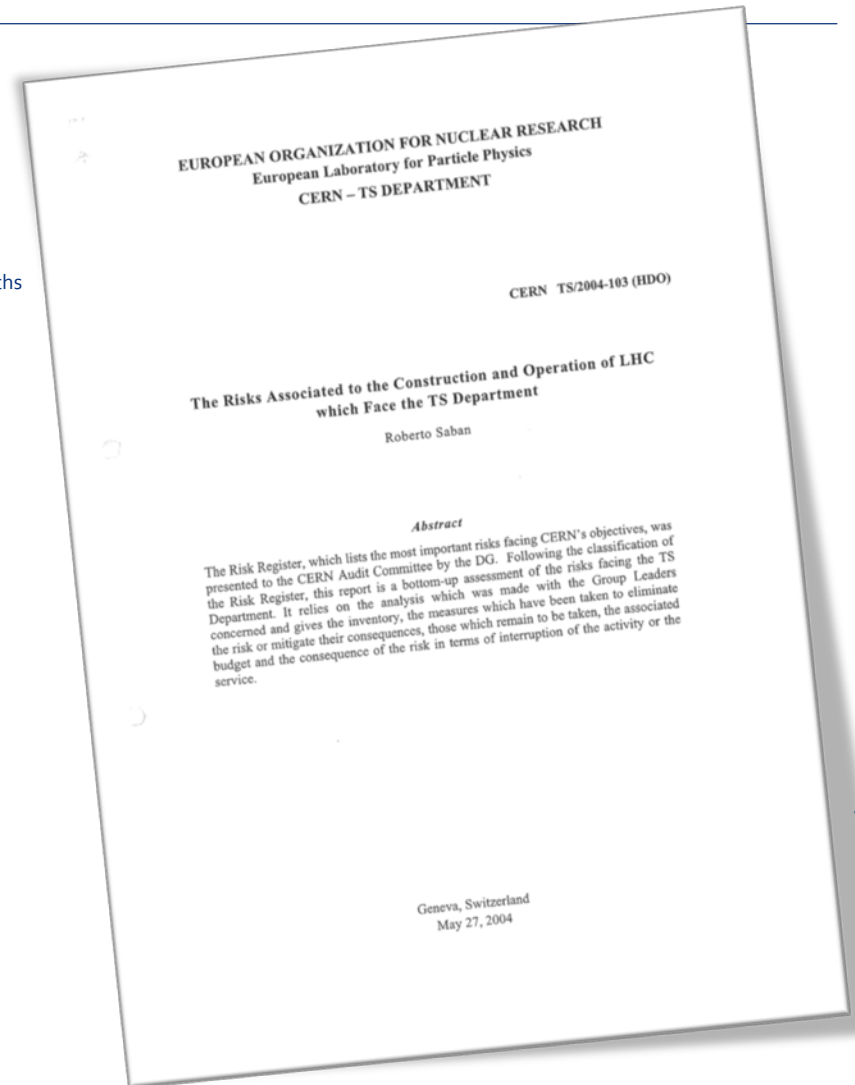 ths
EUROPEAN ORGANIZATION FOR NUCLEAR RESEARCH
European Laboratory for Particle Physics
CERN – TS DEPARTMENT
CERN TS/2004-103 (HDO)
The Risks Associated to the Construction and Operation of LHC
which Face the TS Department
Roberto Saban
Abstract
The Risk Register, which lists the most important risks facing CERN's objectives, was
presented to the CERN Audit Committee by the DG. Following the classification of
the Risk Register, this report is a bottom-up assessment of the risks facing the TS
Department. It relies on the analysis which was made with the Group Leaders
concerned and gives the inventory, the measures which have been taken to eliminate
the risk or mitigate their consequences, those which remain to be taken, the associated
budget and the consequence of the risk in terms of interruption of the activity or the
service.
Geneva, Switzerland
May 27, 2004